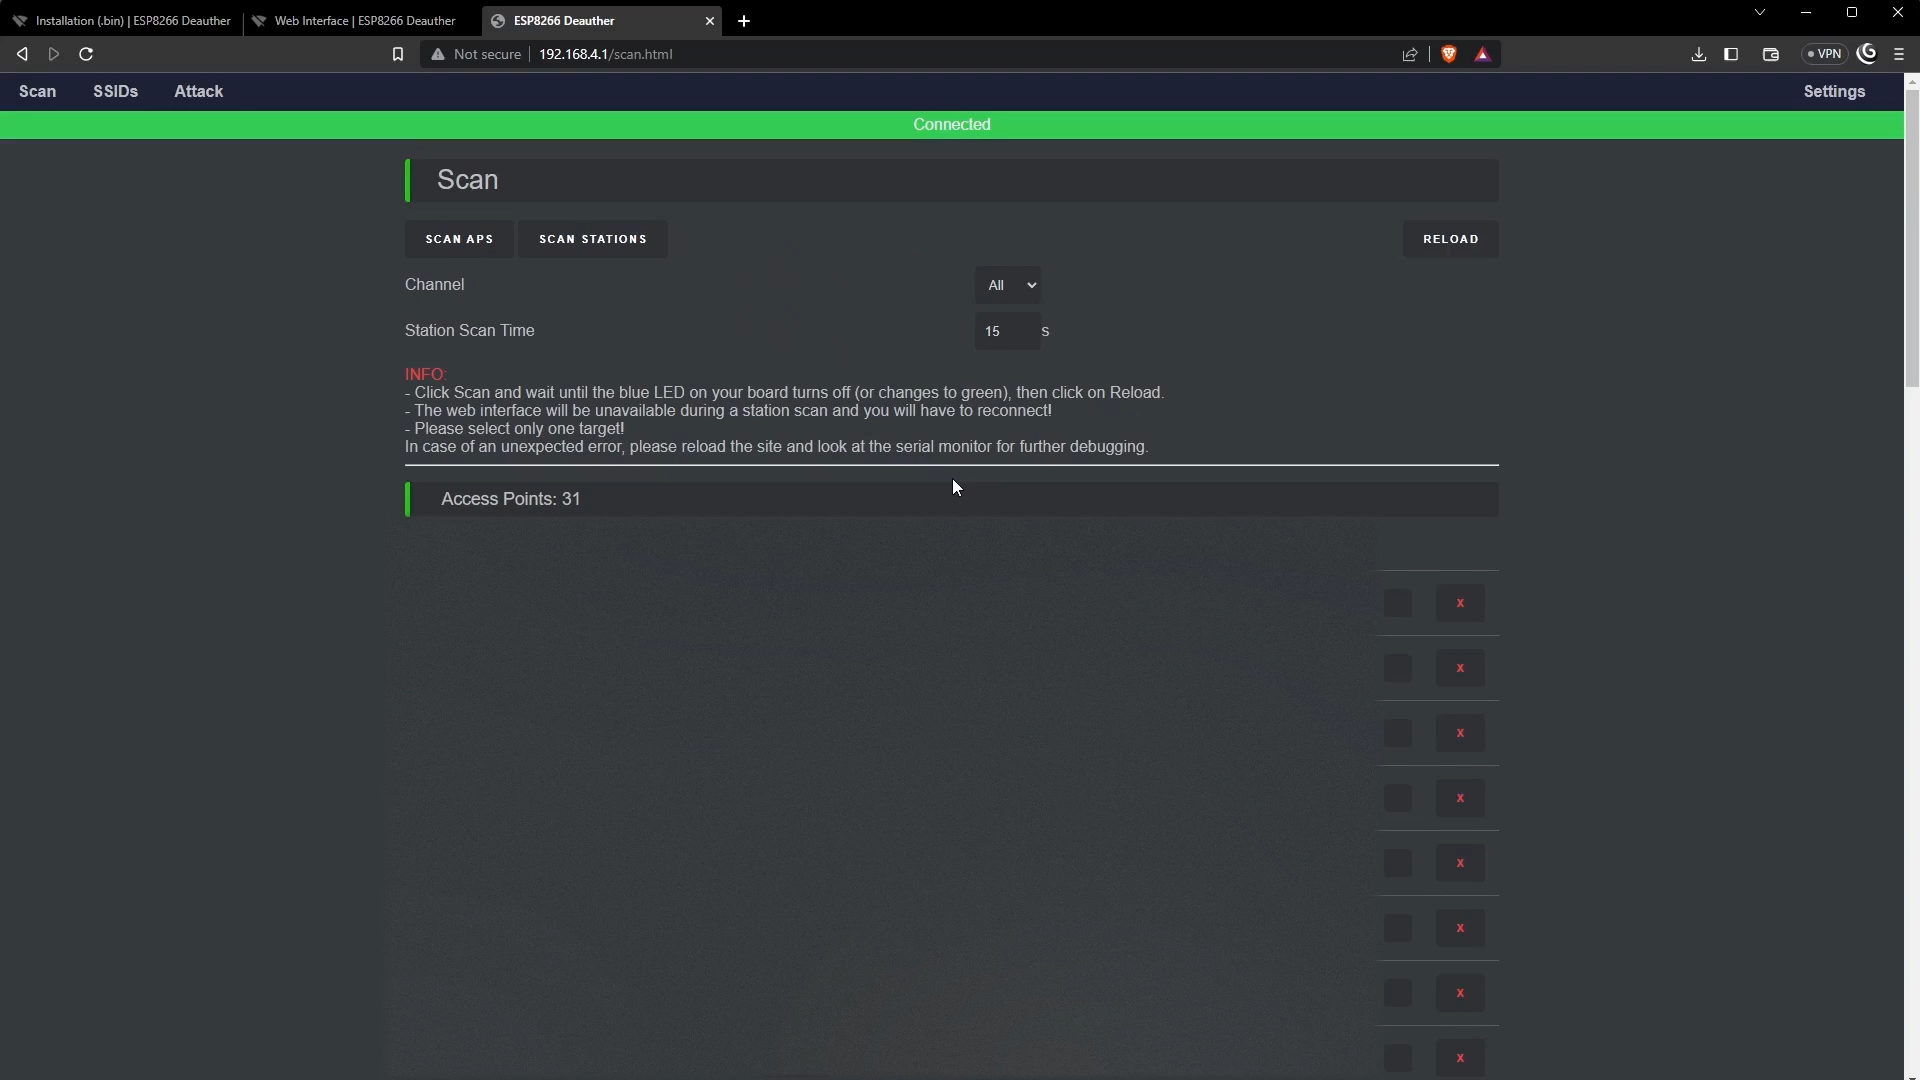 Installation (.bin) | ESP8266 Deauther
Web Interface | ESP8266 Deauther
ESP8266 Deauther
Not secure
192.168.4.1/scan.html
VPN
Scan
SSIDs
Attack
Settings
Connected
Scan
SCAN APS
SCAN STATIONS
RELOAD
Channel
All
Station Scan Time
15
s
INFO:
- Click Scan and wait until the blue LED on your board turns off (or changes to green), then click on Reload.
- The web interface will be unavailable during a station scan and you will have to reconnect!
- Please select only one target!
In case of an unexpected error, please reload the site and look at the serial monitor for further debugging.
Access Points: 31
X
X
X
X
X
X
X
X